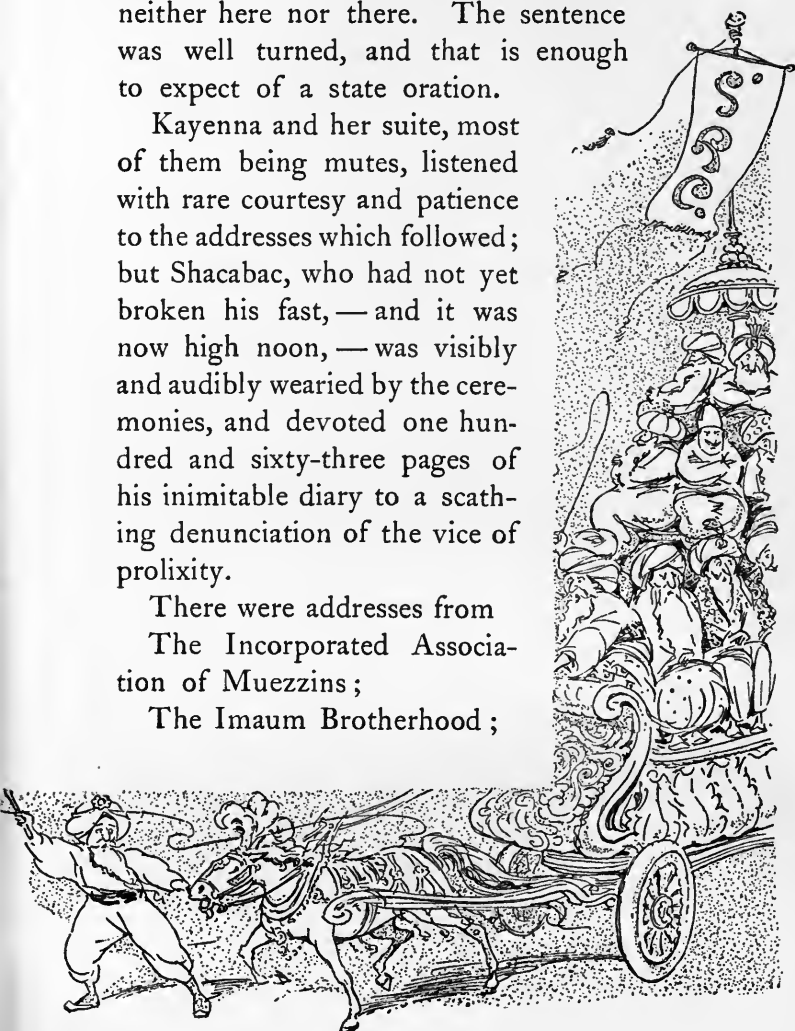 neither here nor there. The sentence
was well turned, and that is enough
to expect of a state oration.
Kayenna and her suite, most
of them being mutes, listened
with rare courtesy and patience
to the addresses which followed;
but Shacabac, who had not yet
broken his fast, — and it was
now high noon, — was visibly
and audibly wearied by the cere-
monies, and devoted one hun-
dred and sixty-three pages of
his inimitable diary to a scath-
ing denunciation of the vice of
prolixity.
There were addresses from
The Incorporated Associa-
tion of Muezzins;
The Imaum Brotherhood;
S.
R
C.